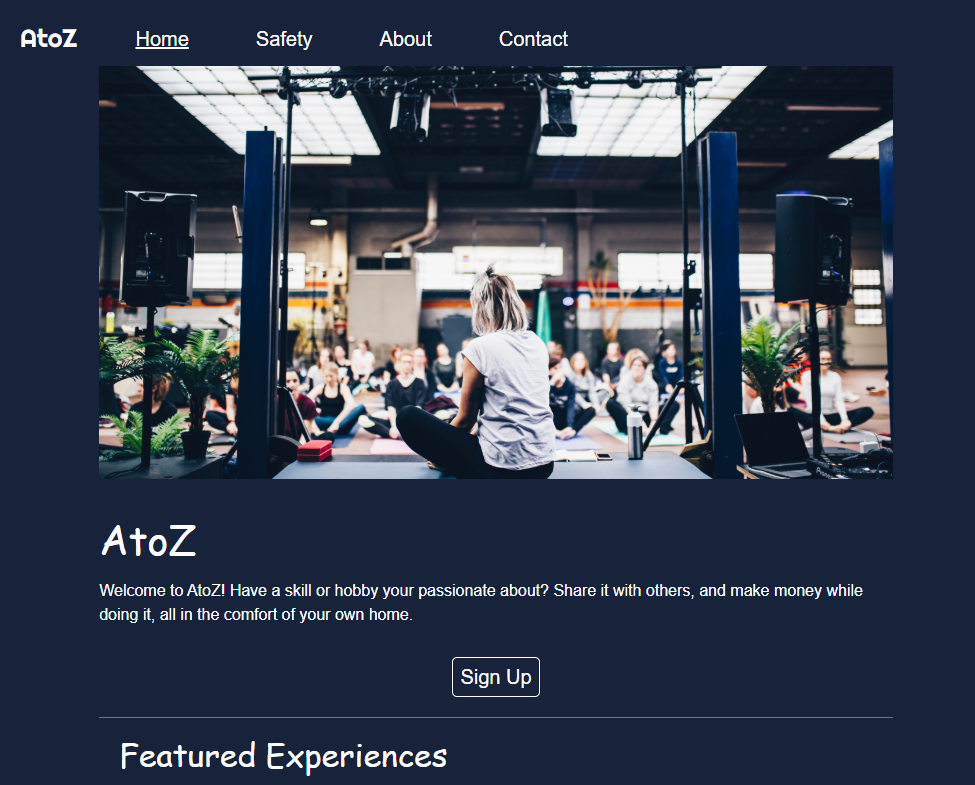 AtoZ Home Safety About Contact
AtoZ
Welcome to AtoZ! Have a skill or hobby your passionate about? Share it with others, and make money while
doing it, all in the comfort of your own home.
Sign Up
Featured Experiences